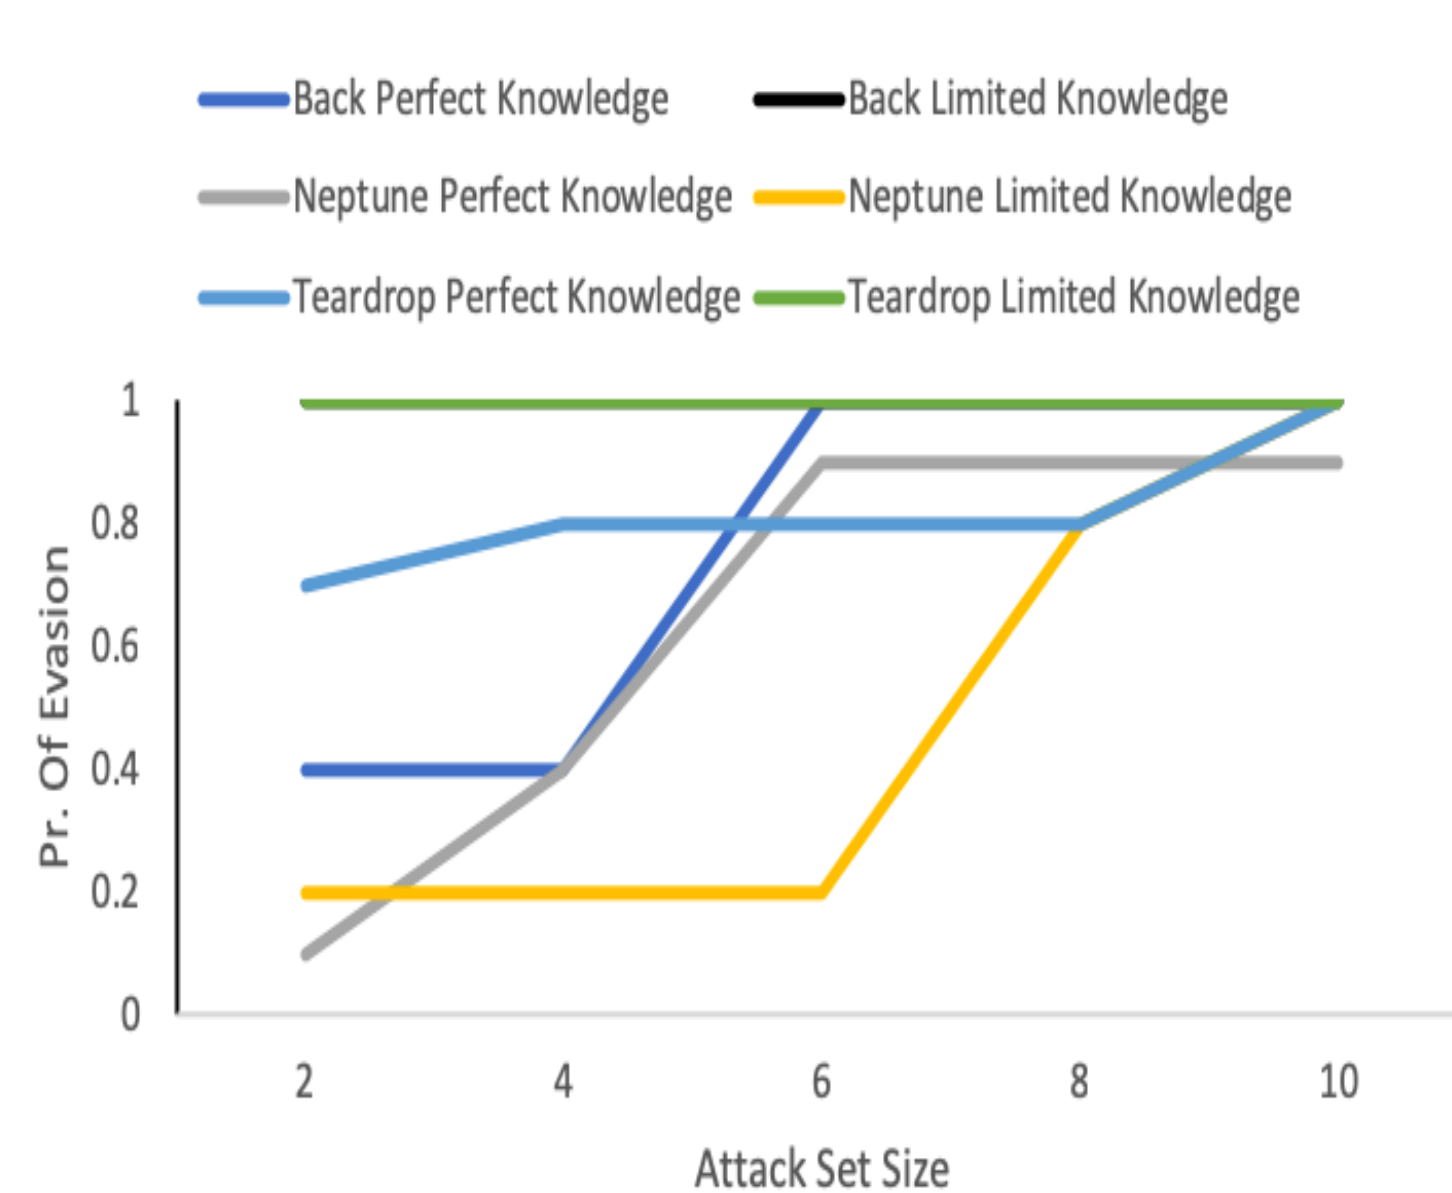 Back Perfect Knowledge Back Limited Knowledge
Neptune Perfect Knowledge Neptune Limited Knowledge
Teardrop Perfect Knowledge Teardrop Limited Knowledge
1
0.8
0.6
0.4
0.2
0
Pr. Of Evasion
2 4 6 8 10
Attack Set Size